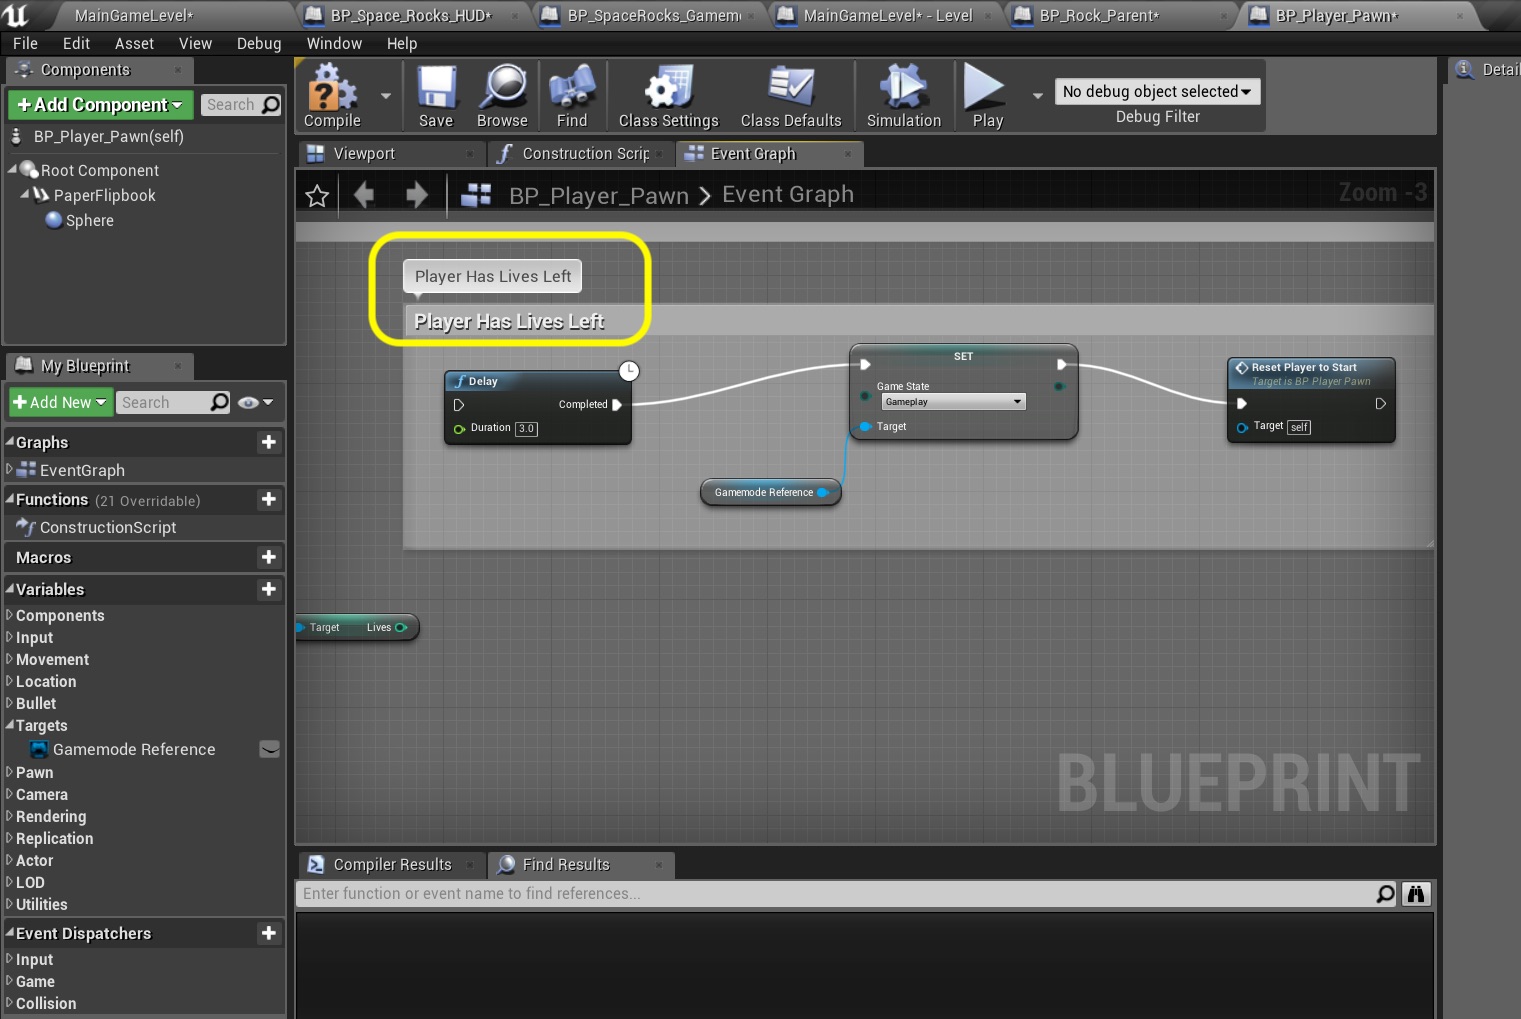 MainGameLevel*
BP_Space_Rocks_HUD*
BP_SpaceRocks_Gamem
MainGameLevel* - Level
BP_Rock_Parent*
BP_Player_Pawn*
File Edit Asset View Debug Window Help
Components
+Add Component
Search
BP_Player_Pawn(self)
Root Component
PaperFlipbook
Sphere
Compile
Save
Browse
Find
Class Settings
Class Defaults
Simulation
Play
No debug object selected
Debug Filter
Detail
Viewport
Construction Scrip
Event Graph
BP_Player_Pawn > Event Graph
Zoom -3
Player Has Lives Left
Player Has Lives Left
Delay
Completed
Duration 3.0
SET
Game State
Gameplay
Target
Gamemode Reference
Reset Player to Start
Target is BP Player Pawn
Target self
Target Lives
BLUEPRINT
My Blueprint
+Add New
Search
Graphs
EventGraph
Functions (21 Overridable)
ConstructionScript
Macros
Variables
Components
Input
Movement
Location
Bullet
Targets
Gamemode Reference
Pawn
Camera
Rendering
Replication
Actor
LOD
Utilities
Event Dispatchers
Input
Game
Collision
Compiler Results
Find Results
Enter function or event name to find references...